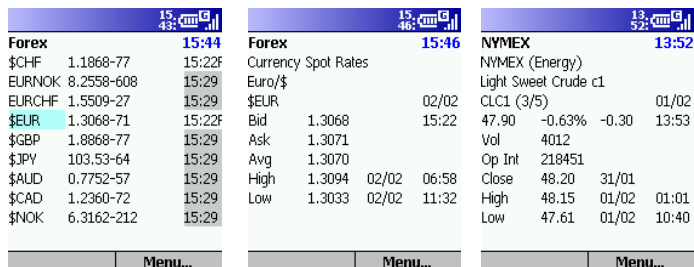 15:
43:
G
Forex 15:44
$CHF 1.1868-77 15:22F
EURNOK 8.2558-608 15:29
EURCHF 1.5509-27 15:29
$EUR 1.3068-71 15:22F
$GBP 1.8868-77 15:29
$JPY 103.53-64 15:29
$AUD 0.7752-57 15:29
$CAD 1.2360-72 15:29
$NOK 6.3162-212 15:29
Menu...
15:
46:
G
Forex 15:46
Currency Spot Rates
Euro/$
$EUR 02/02
Bid 1.3068 15:22
Ask 1.3071
Avg 1.3070
High 1.3094 02/02 06:58
Low 1.3033 02/02 11:32
Menu...
13:
52:
G
NYMEX 13:52
NYMEX (Energy)
Light Sweet Crude c1
CLC1 (3/5) 01/02
47.90 -0.63% -0.30 13:53
Vol 4012
Op Int 218451
Close 48.20 31/01
High 48.15 01/02 01:01
Low 47.61 01/02 10:40
Menu...